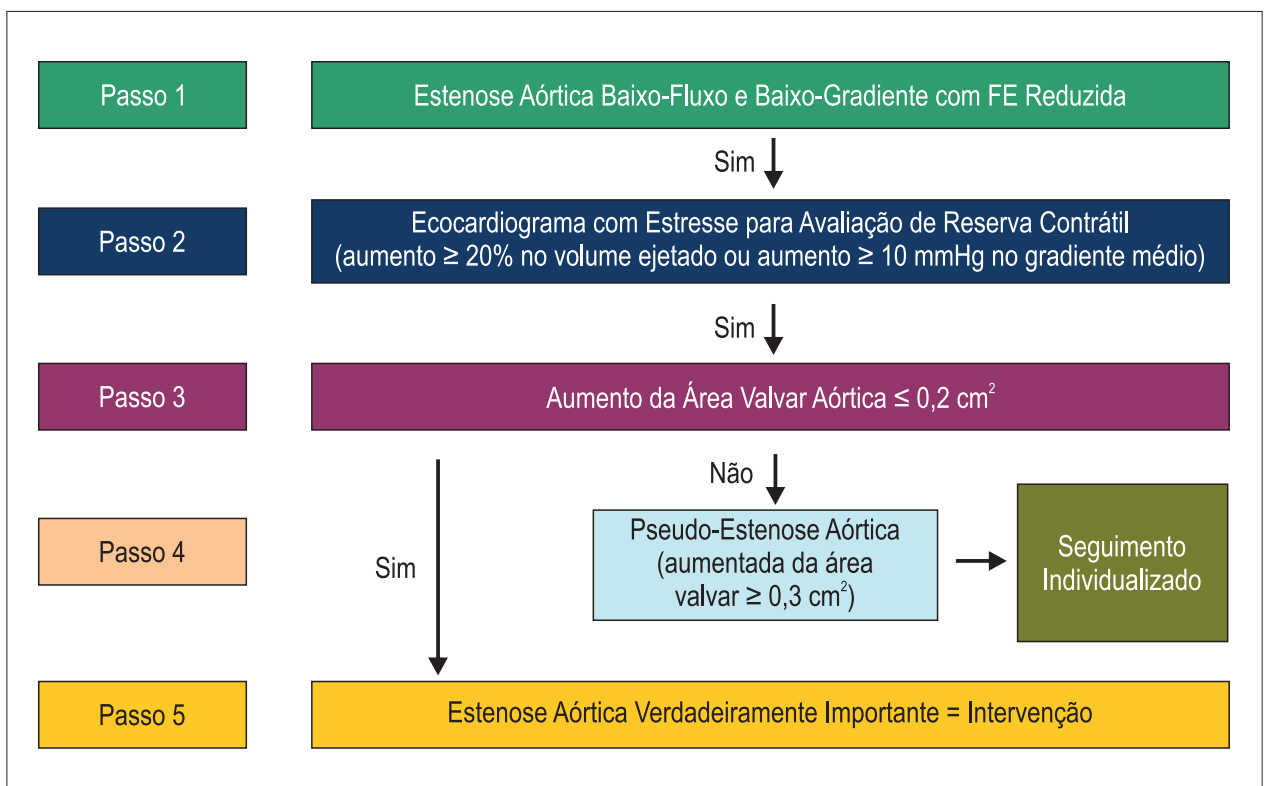 Passo 1
Estenose Aórtica Baixo-Fluxo e Baixo-Gradiente com FE Reduzida
Sim
Passo 2
Ecocardiograma com Estresse para Avaliação de Reserva Contrátil
(aumento ≥ 20% no volume ejetado ou aumento ≥ 10 mmHg no gradiente médio)
Sim
Passo 3
Aumento da Área Valvar Aórtica ≤ 0,2 cm²
Não
Sim
Passo 4
Pseudo-Estenose Aórtica
(aumentada da área
valvar ≥ 0,3 cm²)
Seguimento
Individualizado
Passo 5
Estenose Aórtica Verdadeiramente Importante = Intervenção